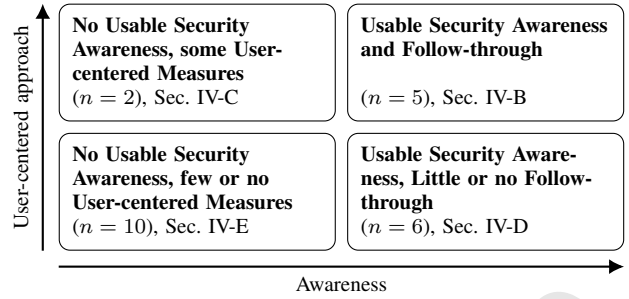 User-centered approach
No Usable Security
Awareness, some User-
centered Measures
(n = 2), Sec. IV-C
Usable Security Awareness
and Follow-through
(n = 5), Sec. IV-B
No Usable Security
Awareness, few or no
User-centered Measures
(n = 10), Sec. IV-E
Usable Security Aware-
ness, Little or no Follow-
through
(n = 6), Sec. IV-D
Awareness